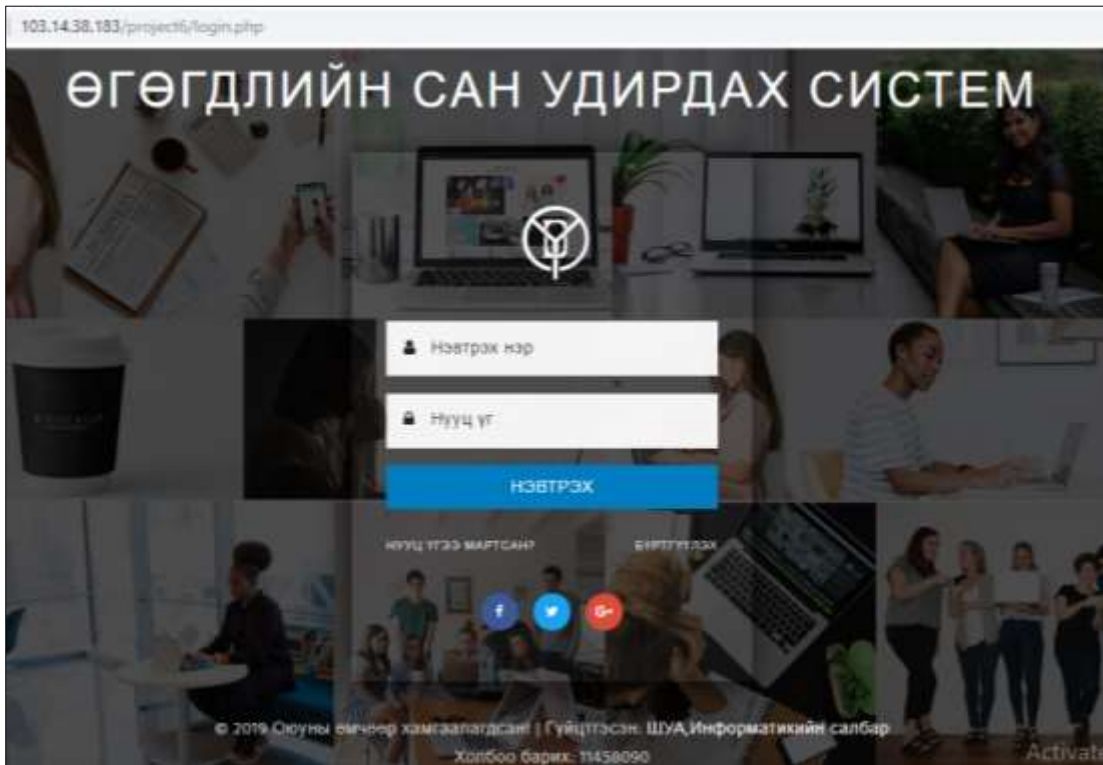 103.14.38.183/project6/login.php
ӨГӨГДЛИЙН САН УДИРДАХ СИСТЕМ
Нэвтрэх нэр
Нууц үг
НЭВТРЭХ
НУУЦ ҮГЭЭ МАРТСАН? БҮРТГҮҮЛЭХ
f G+
© 2019 Оюуны өмчөөр хамгаалагдсан! | Гүйцэтгэсэн: ШУА,Информатикийн салбар
Холбоо барих: 11458090
Activate